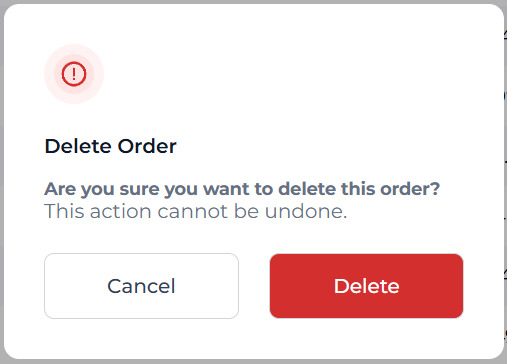 Delete Order
Are you sure you want to delete this order?
This action cannot be undone.
Cancel
Delete